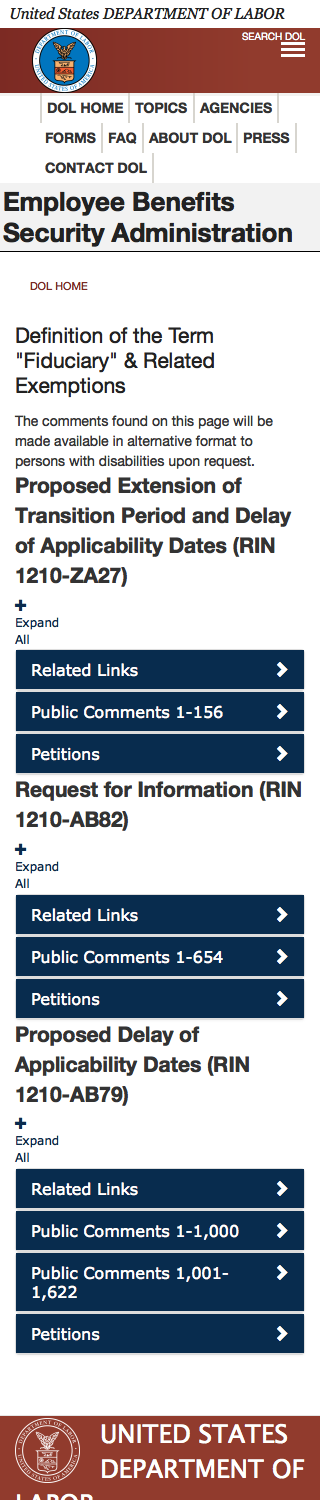 United States DEPARTMENT OF LABOR
SEARCH DOL
DOL HOME TOPICS AGENCIES
FORMS FAQ ABOUT DOL PRESS
CONTACT DOL
Employee Benefits
Security Administration
DOL HOME
Definition of the Term
"Fiduciary" & Related
Exemptions
The comments found on this page will be
made available in alternative format to
persons with disabilities upon request.
Proposed Extension of
Transition Period and Delay
of Applicability Dates (RIN
1210-ZA27)
+
Expand
All
Related Links
Public Comments 1-156
Petitions
Request for Information (RIN
1210-AB82)
+
Expand
All
Related Links
Public Comments 1-654
Petitions
Proposed Delay of
Applicability Dates (RIN
1210-AB79)
+
Expand
All
Related Links
Public Comments 1-1,000
Public Comments 1,001-
1,622
Petitions
UNITED STATES
DEPARTMENT OF
LABOR